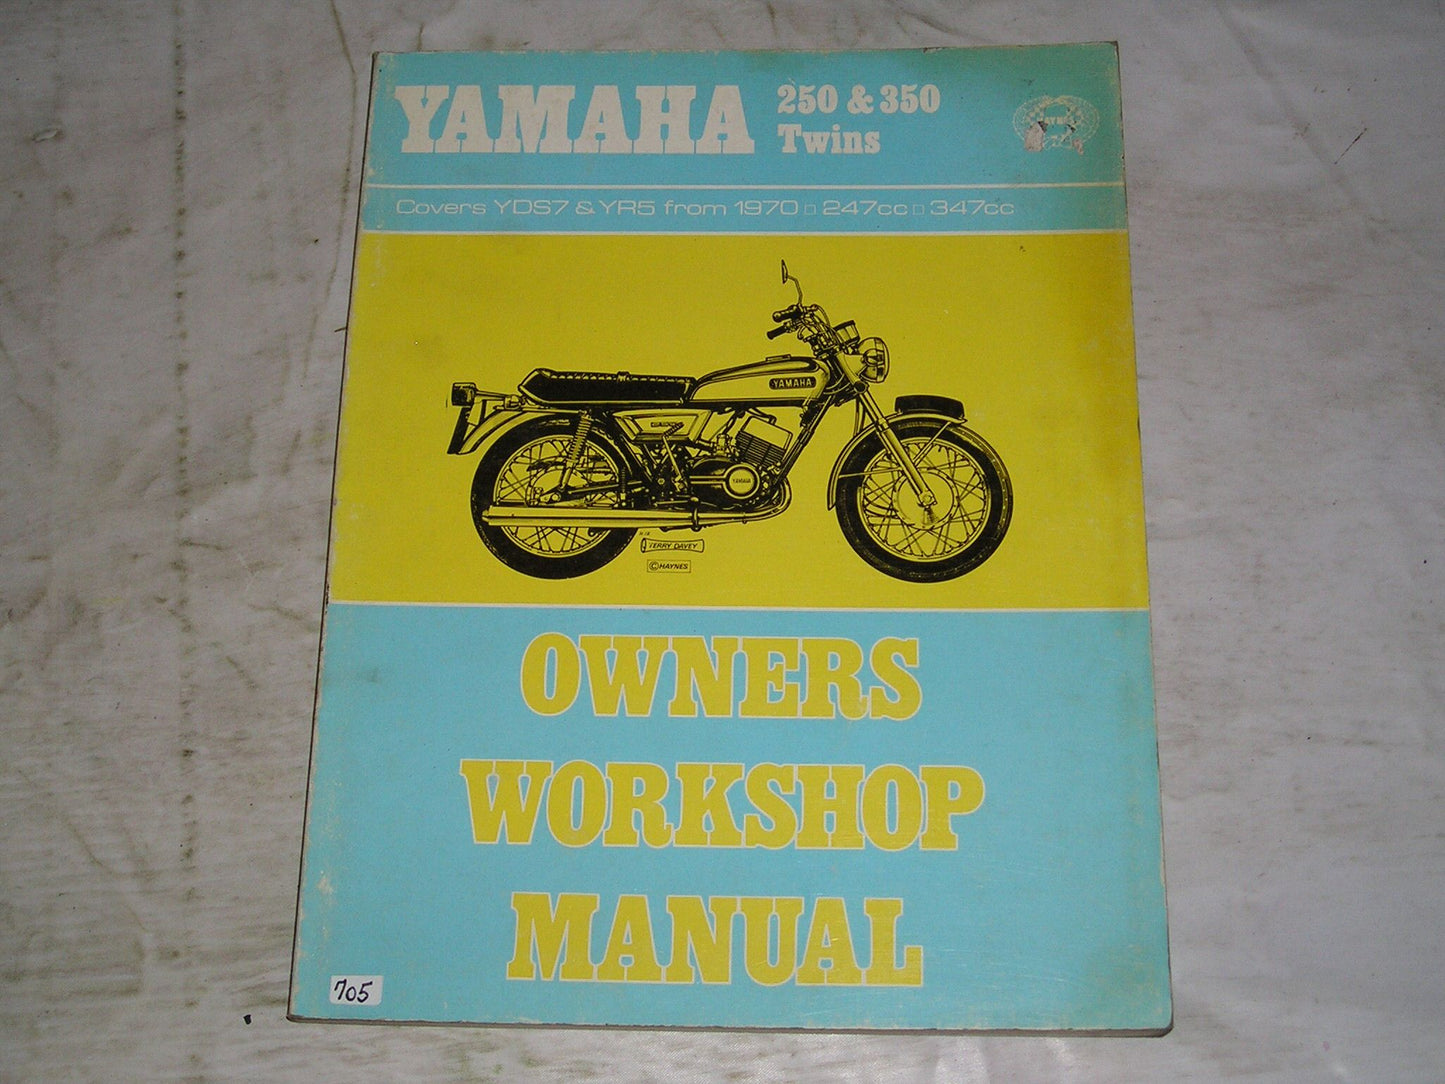 YAMAHA 250 & 350
Twins
Covers YDS7 & YR5 from 1970 □ 247cc □ 347cc
YAMAHA
YAMAHA
TERRY DAVEY
© HAYNES
OWNERS
WORKSHOP
MANUAL
705